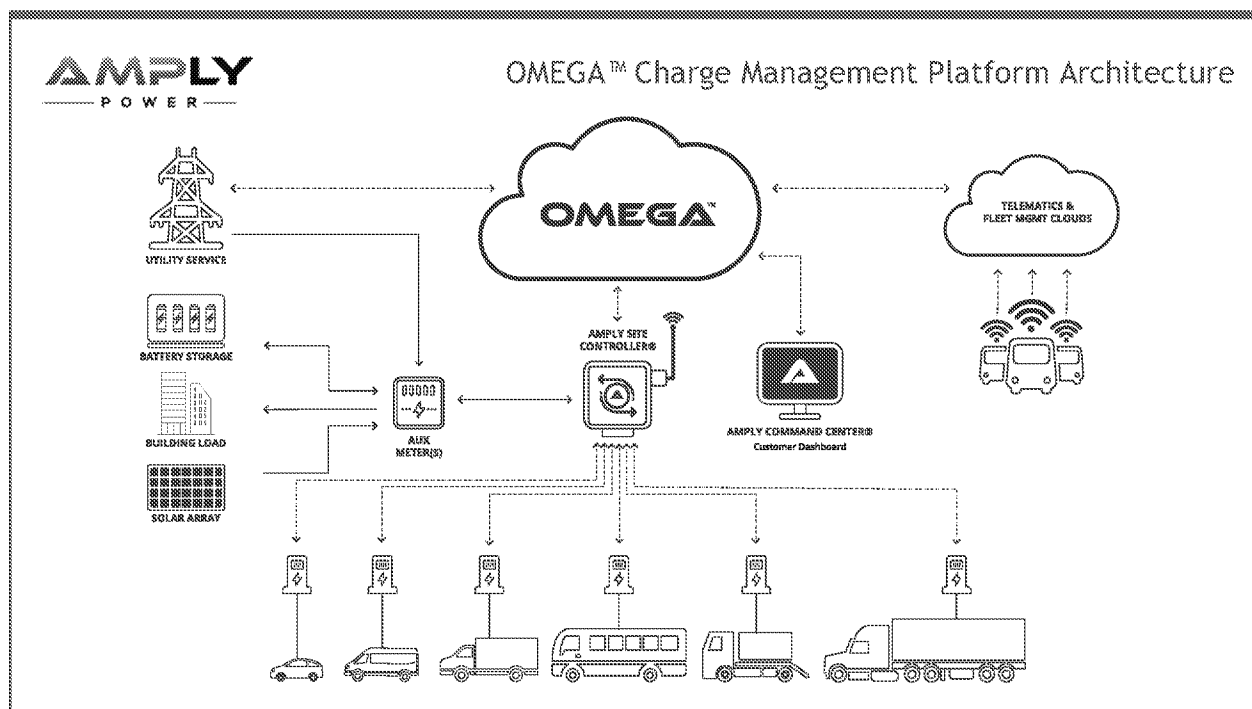 AMPLY
POWER
OMEGA™ Charge Management Platform Architecture
OMEGA™
TELEMATICS &
FLEET MGMT CLOUDS
UTILITY SERVICE
BATTERY STORAGE
AMPLY SITE
CONTROLLER®
BUILDING LOAD
AUX
METER(S)
AMPLY COMMAND CENTER®
Customer Dashboard
SOLAR ARRAY